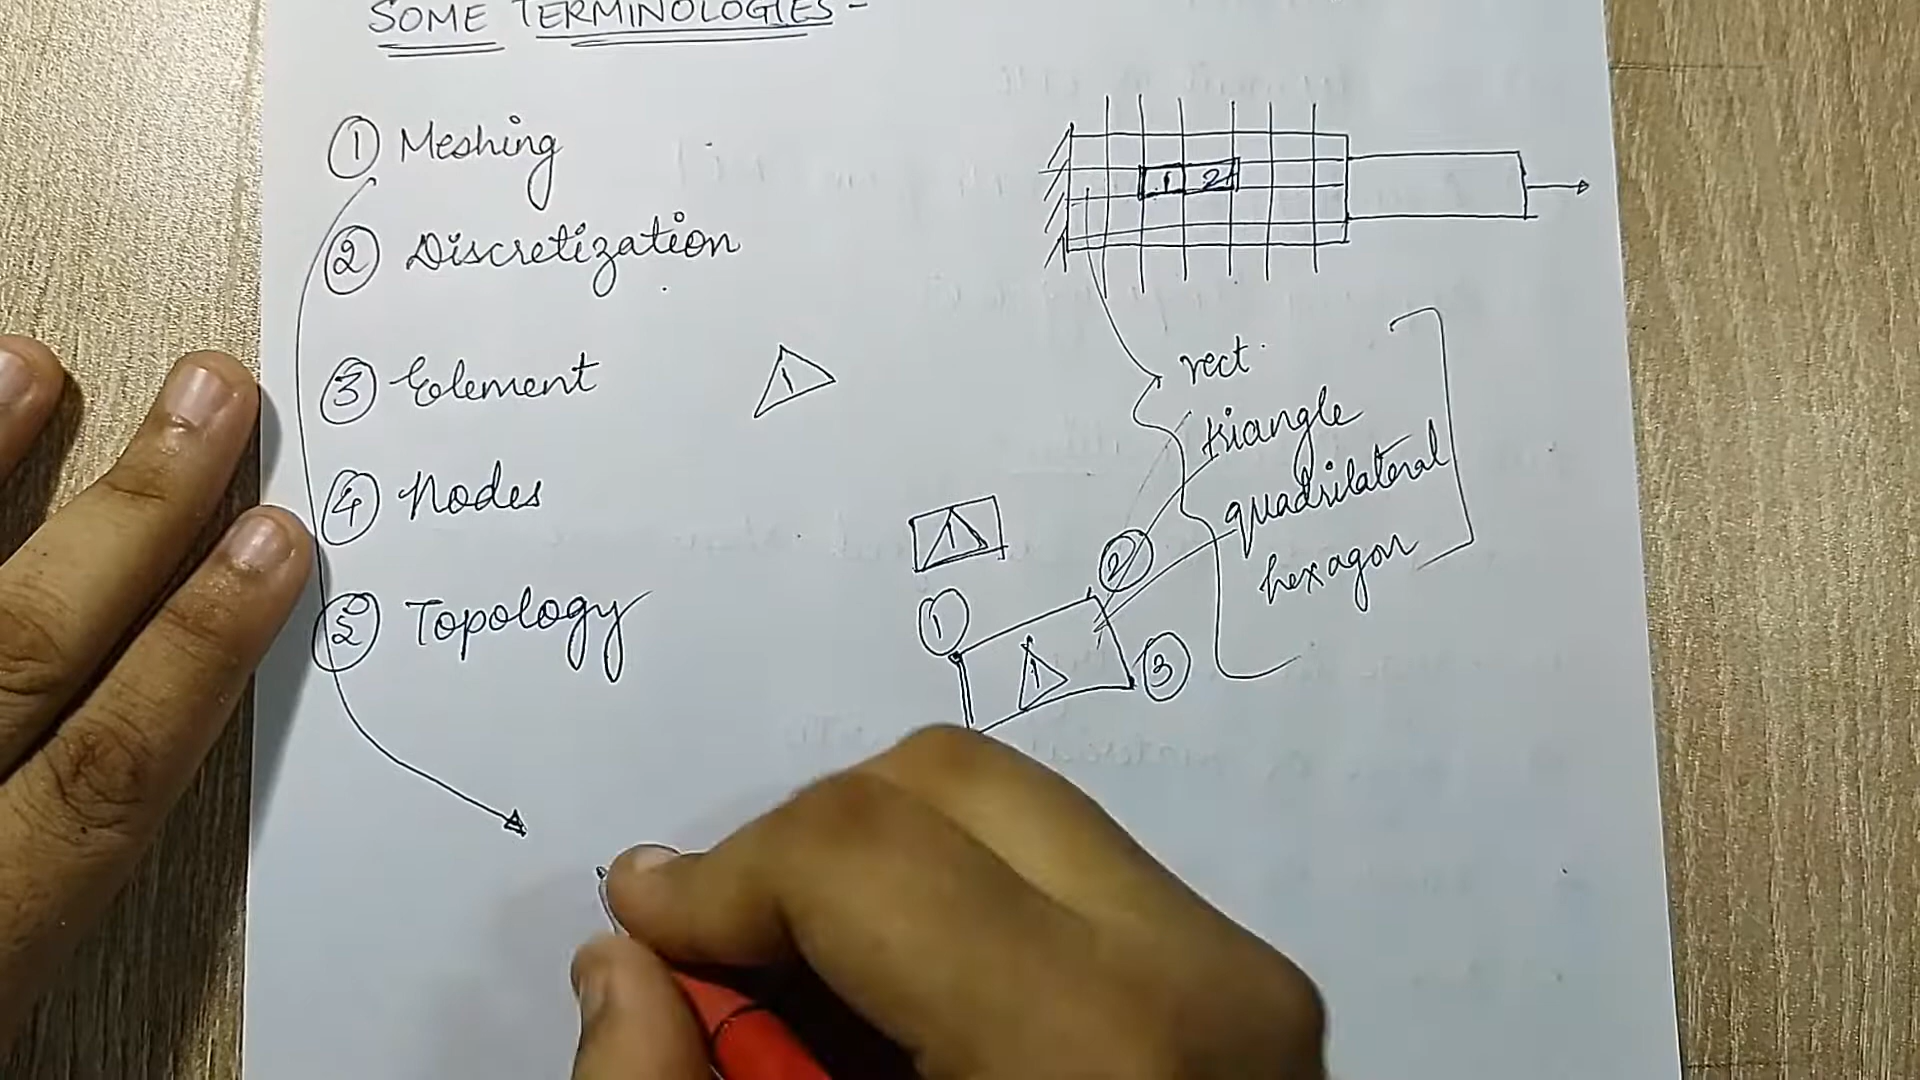 SOME TERMINOLOGIES -
① Meshing
② Discretization
③ Element
④ Nodes
⑤ Topology
1
1 2
rect.
triangle
quadrilateral
hexagon
1
① ② ③
1